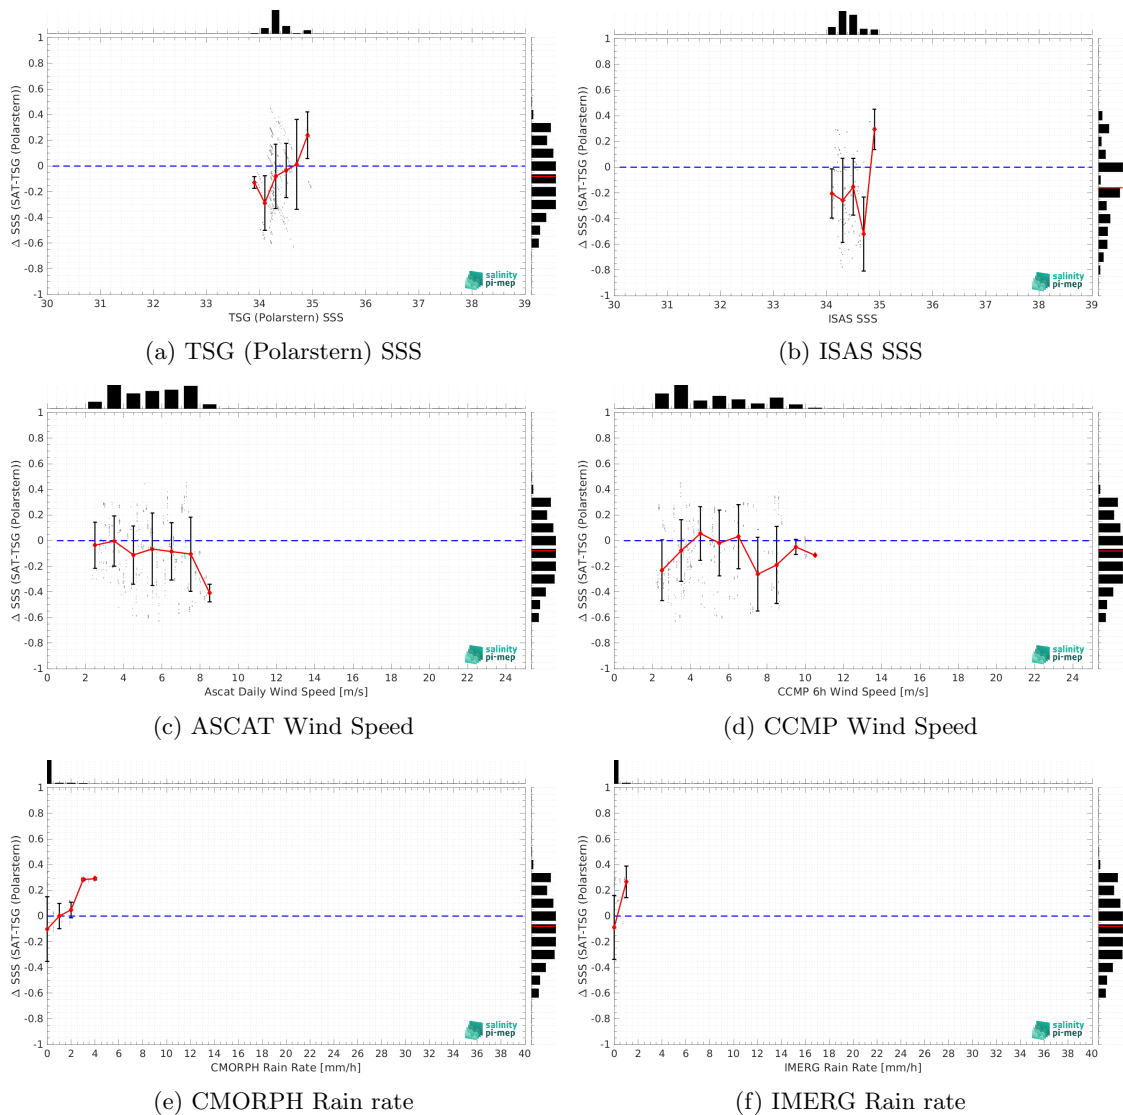 1
0.8
0.6
0.4
0.2
0
-0.2
-0.4
-0.6
-0.8
-1
Δ SSS (SAT-TSG (Polarstern))
30 31 32 33 34 35 36 37 38 39
TSG (Polarstern) SSS
salinity
pi-mep
(a) TSG (Polarstern) SSS
1
0.8
0.6
0.4
0.2
0
-0.2
-0.4
-0.6
-0.8
-1
Δ SSS (SAT-TSG (Polarstern))
30 31 32 33 34 35 36 37 38 39
ISAS SSS
salinity
pi-mep
(b) ISAS SSS
1
0.8
0.6
0.4
0.2
0
-0.2
-0.4
-0.6
-0.8
-1
Δ SSS (SAT-TSG (Polarstern))
0 2 4 6 8 10 12 14 16 18 20 22 24
Ascat Daily Wind Speed [m/s]
salinity
pi-mep
(c) ASCAT Wind Speed
1
0.8
0.6
0.4
0.2
0
-0.2
-0.4
-0.6
-0.8
-1
Δ SSS (SAT-TSG (Polarstern))
0 2 4 6 8 10 12 14 16 18 20 22 24
CCMP 6h Wind Speed [m/s]
salinity
pi-mep
(d) CCMP Wind Speed
1
0.8
0.6
0.4
0.2
0
-0.2
-0.4
-0.6
-0.8
-1
Δ SSS (SAT-TSG (Polarstern))
0 2 4 6 8 10 12 14 16 18 20 22 24 26 28 30 32 34 36 38 40
CMORPH Rain Rate [mm/h]
salinity
pi-mep
(e) CMORPH Rain rate
1
0.8
0.6
0.4
0.2
0
-0.2
-0.4
-0.6
-0.8
-1
Δ SSS (SAT-TSG (Polarstern))
0 2 4 6 8 10 12 14 16 18 20 22 24 26 28 30 32 34 36 38 40
IMERG Rain Rate [mm/h]
salinity
pi-mep
(f) IMERG Rain rate